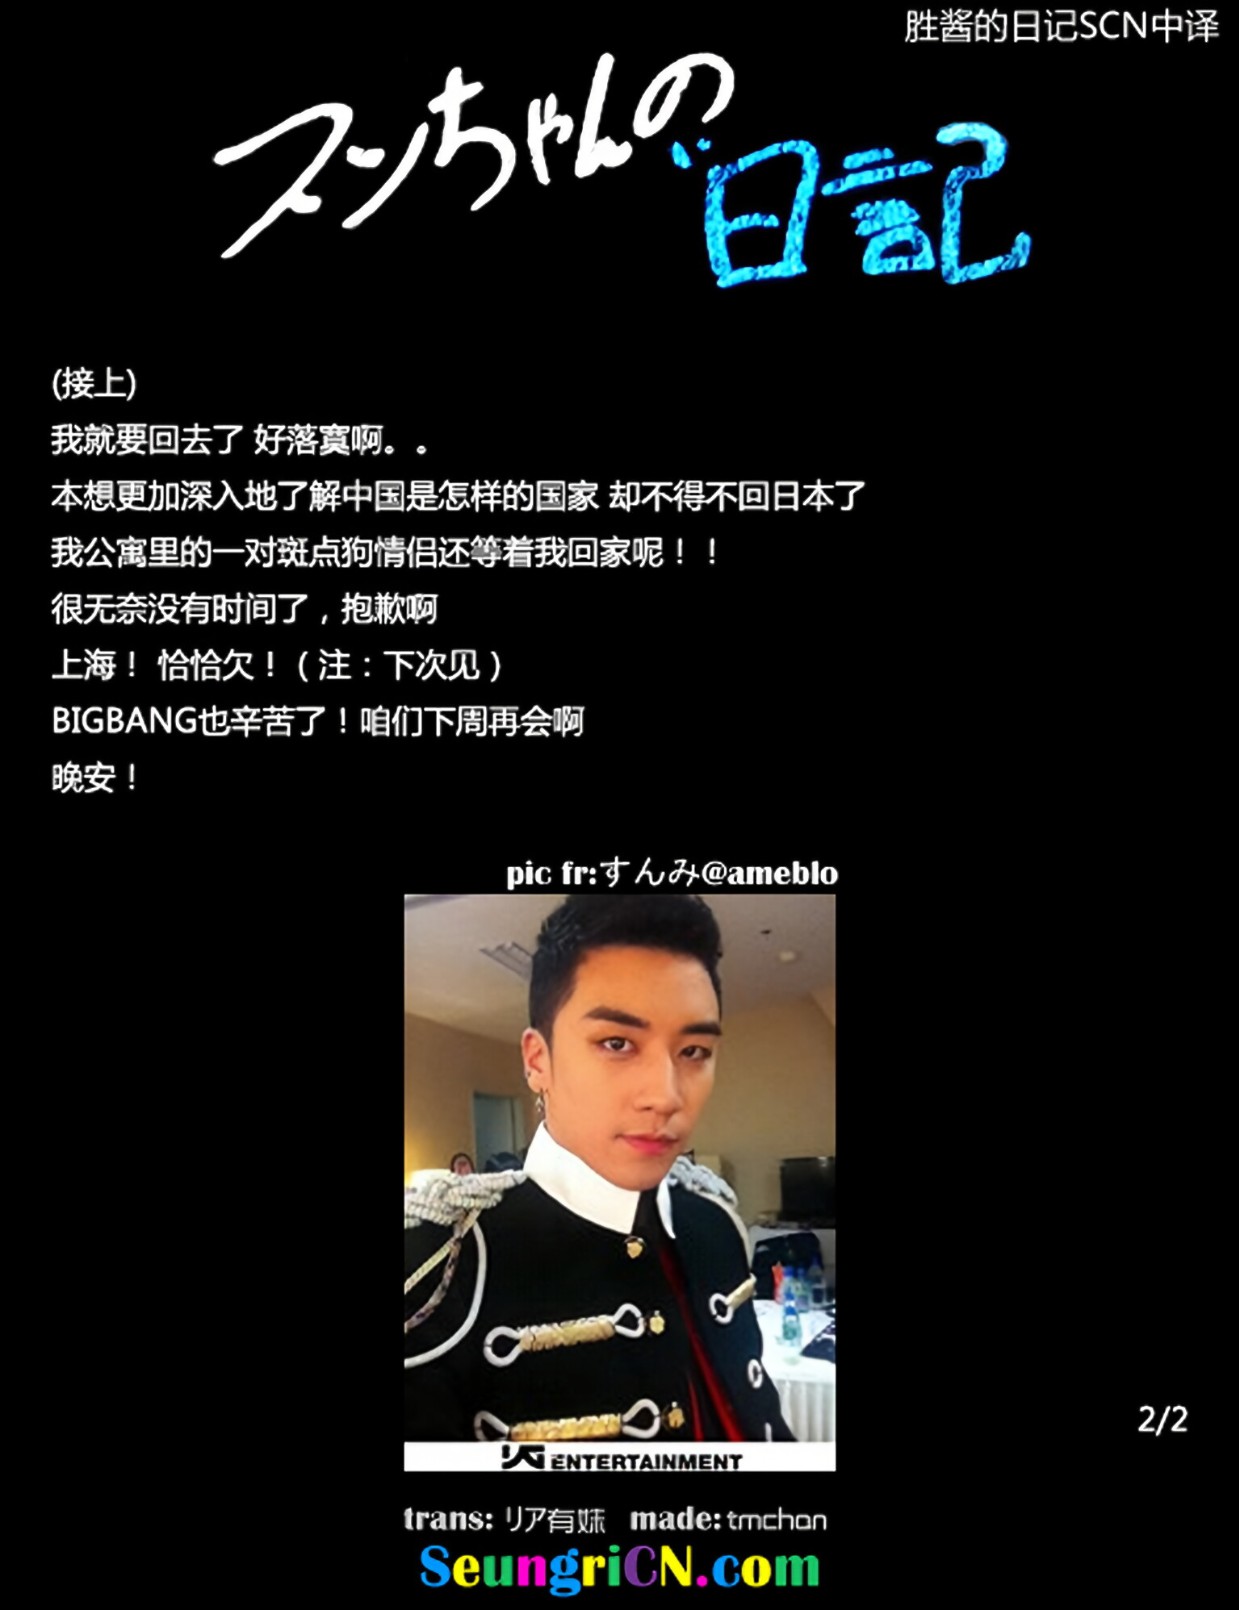 胜酱的日记SCN中译
スンちゃんの
日記
(接上)
我就要回去了 好落寞啊。。
本想更加深入地了解中国是怎样的国家 却不得不回日本了
我公寓里的一对斑点狗情侣还等着我回家呢！！
很无奈没有时间了，抱歉啊
上海！ 恰恰欠！（注：下次见）
BIGBANG也辛苦了！咱们下周再会啊
晚安！
pic fr:すんみ@ameblo
YG ENTERTAINMENT
2/2
trans: リア有妹 made:tmchan
SeungriCN.com